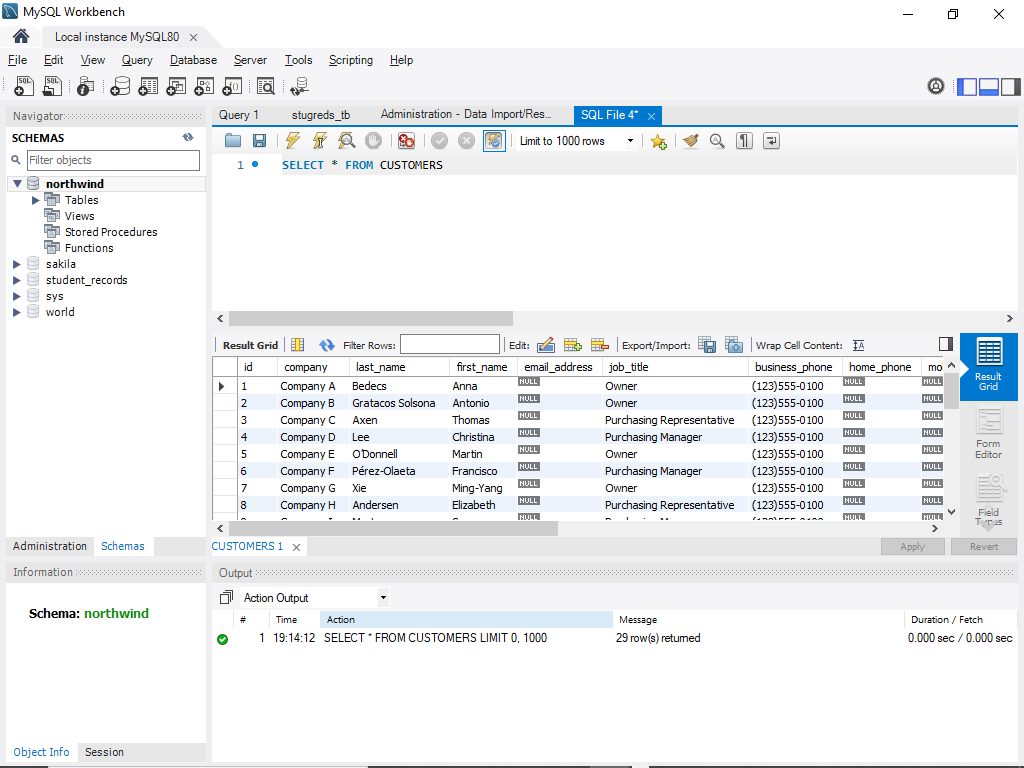 MySQL Workbench
Local instance MySQL80
File Edit View Query Database Server Tools Scripting Help
Navigator
SCHEMAS
Filter objects
northwind
Tables
Views
Stored Procedures
Functions
sakila
student_records
sys
world
Administration Schemas
Information
Schema: northwind
Object Info Session
Query 1 stugreds_tb Administration - Data Import/Res... SQL File 4*
Limit to 1000 rows
1 SELECT * FROM CUSTOMERS
Result Grid Filter Rows: Edit: Export/Import: Wrap Cell Content:
id company last_name first_name email_address job_title business_phone home_phone mo
1 Company A Bedecs Anna NULL Owner (123)555-0100 NULL NULL
2 Company B Gratacos Solsona Antonio NULL Owner (123)555-0100 NULL NULL
3 Company C Axen Thomas NULL Purchasing Representative (123)555-0100 NULL NULL
4 Company D Lee Christina NULL Purchasing Manager (123)555-0100 NULL NULL
5 Company E O'Donnell Martin NULL Owner (123)555-0100 NULL NULL
6 Company F Pérez-Olaeta Francisco NULL Purchasing Manager (123)555-0100 NULL NULL
7 Company G Xie Ming-Yang NULL Owner (123)555-0100 NULL NULL
8 Company H Andersen Elizabeth NULL Purchasing Representative (123)555-0100 NULL NULL
Result
Grid
Form
Editor
Field
Types
CUSTOMERS 1 Apply Revert
Output
Action Output
# Time Action Message Duration / Fetch
1 19:14:12 SELECT * FROM CUSTOMERS LIMIT 0, 1000 29 row(s) returned 0.000 sec / 0.000 sec